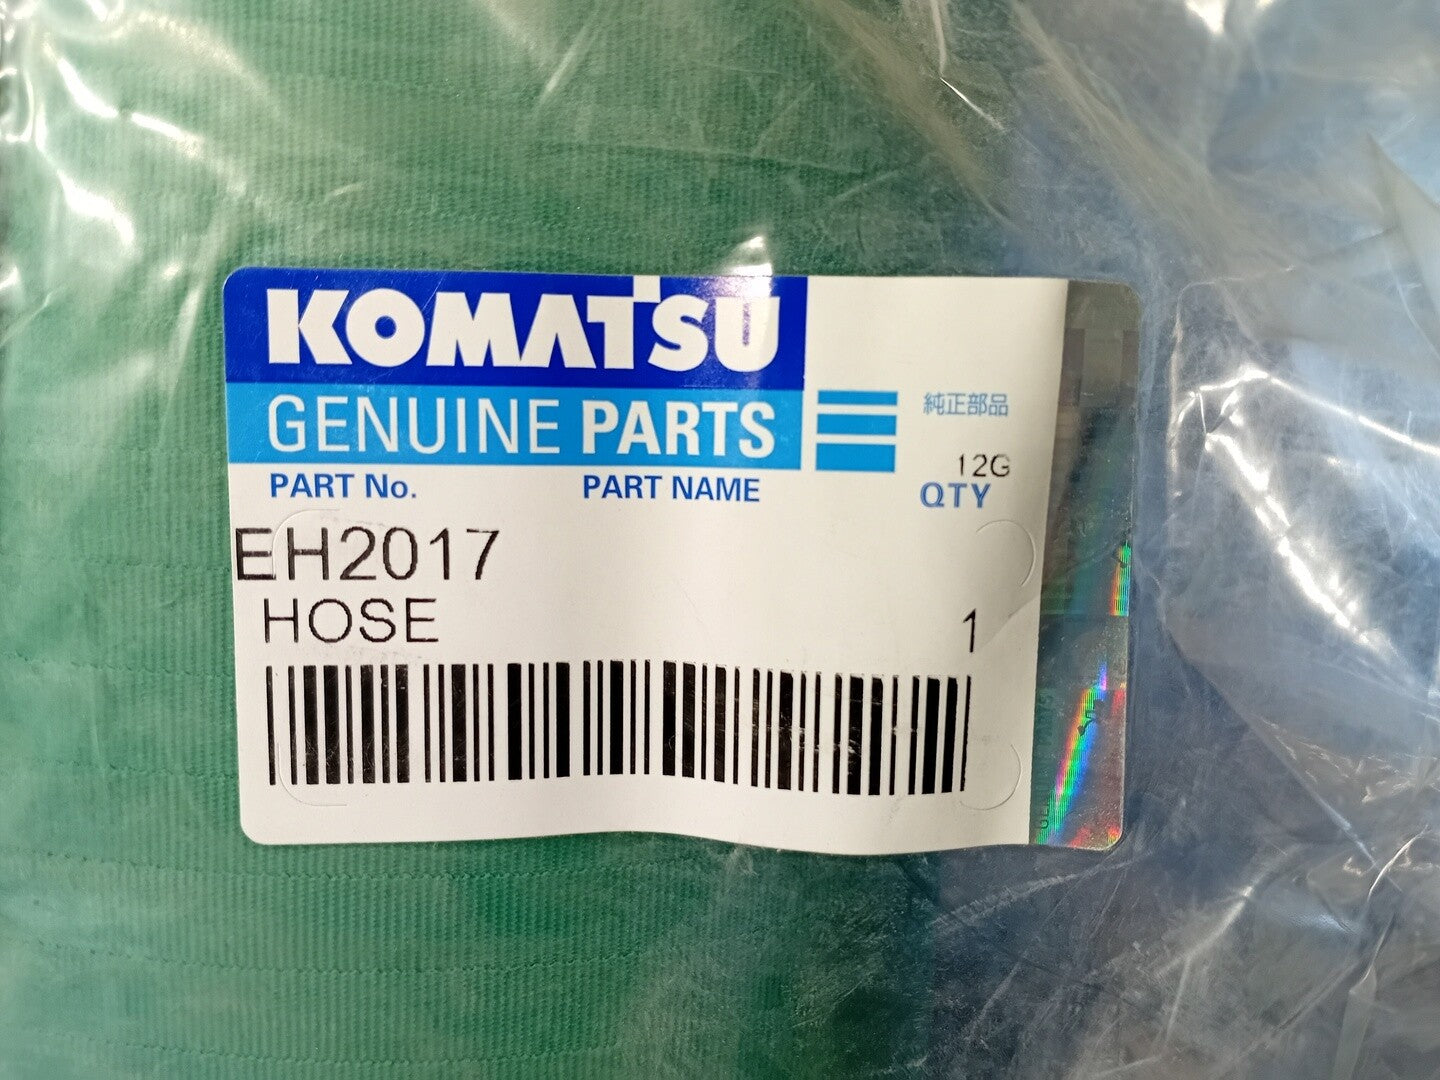 KOMATSU
GENUINE PARTS
純正部品
12G
PART No. PART NAME QTY
EH2017
HOSE 1